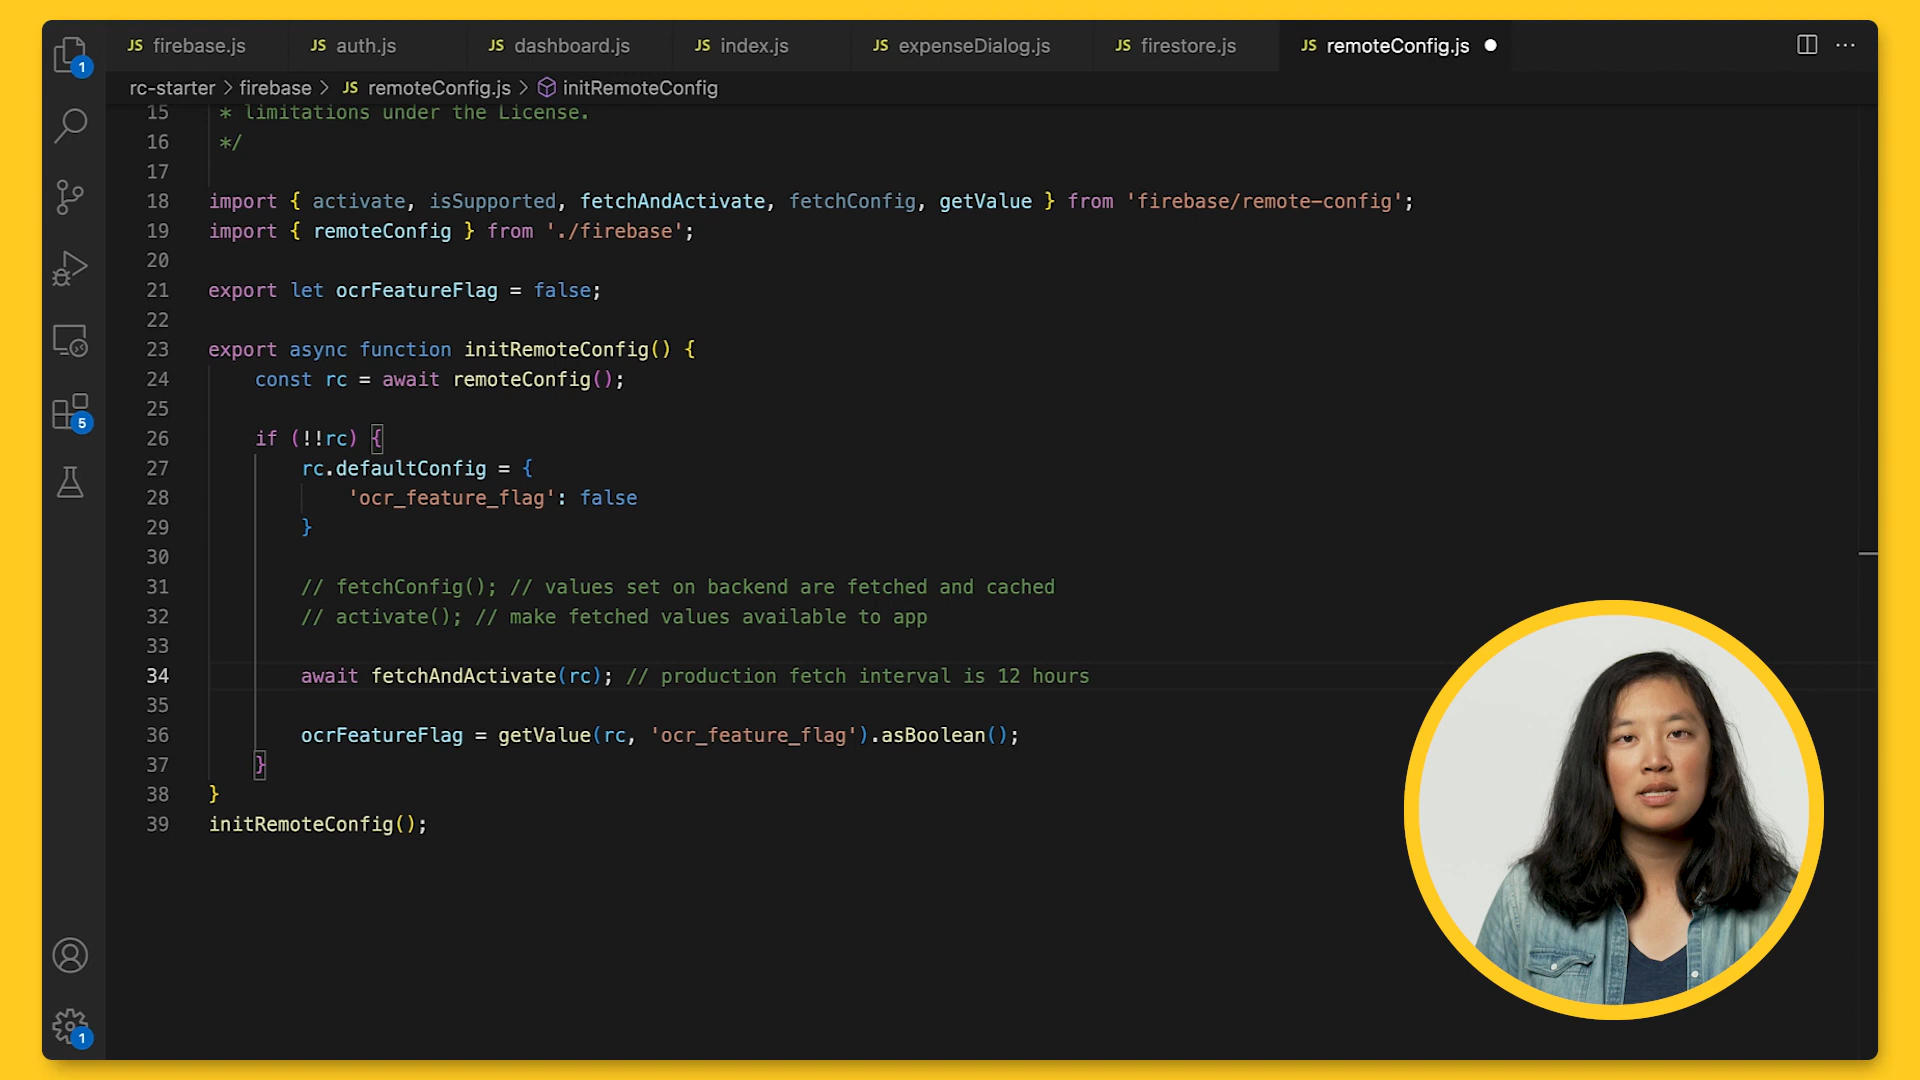 JS firebase.js JS auth.js JS dashboard.js JS index.js JS expenseDialog.js JS firestore.js JS remoteConfig.js
rc-starter > firebase > JS remoteConfig.js > initRemoteConfig
15 * limitations under the License.
16 */
17
18 import { activate, isSupported, fetchAndActivate, fetchConfig, getValue } from 'firebase/remote-config';
19 import { remoteConfig } from './firebase';
20
21 export let ocrFeatureFlag = false;
22
23 export async function initRemoteConfig() {
24 const rc = await remoteConfig();
25
26 if (!!rc) {
27 rc.defaultConfig = {
28 'ocr_feature_flag': false
29 }
30
31 // fetchConfig(); // values set on backend are fetched and cached
32 // activate(); // make fetched values available to app
33
34 await fetchAndActivate(rc); // production fetch interval is 12 hours
35
36 ocrFeatureFlag = getValue(rc, 'ocr_feature_flag').asBoolean();
37 }
38 }
39 initRemoteConfig();
1
5
1